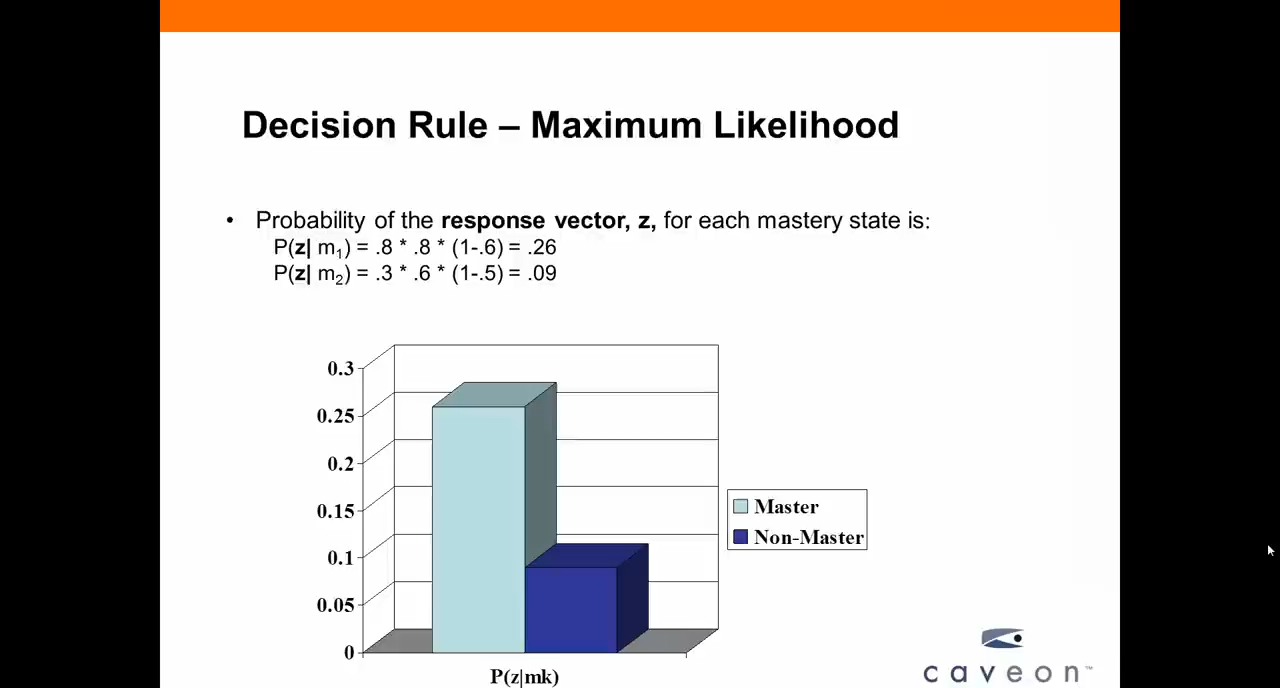 Decision Rule – Maximum Likelihood
• Probability of the response vector, z, for each mastery state is:
P(z| m₁) = .8 * .8 * (1-.6) = .26
P(z| m₂) = .3 * .6 * (1-.5) = .09
0.3
0.25
0.2
0.15
0.1
0.05
0
P(z|mk)
Master
Non-Master
caveon™